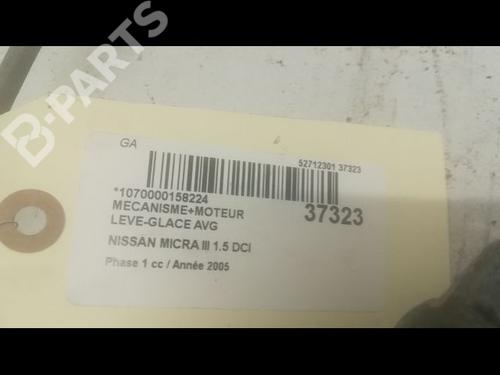 B-PARTS
GA
52712301 37323
*1070000158224
MECANISME+MOTEUR
37323
LEVE-GLACE AVG
NISSAN MICRA III 1.5 DCI
Phase 1 cc / Année 2005